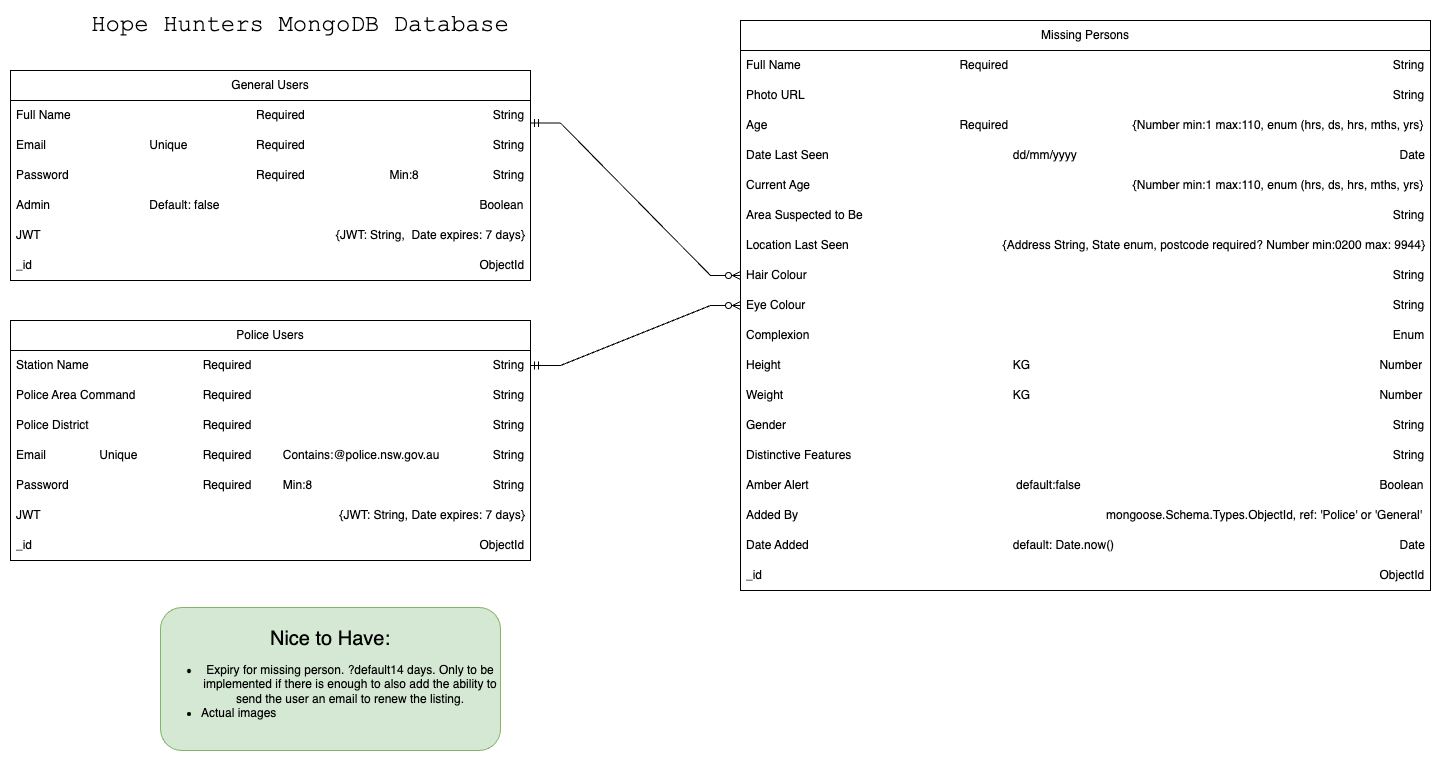 Hope Hunters MongoDB Database
General Users
Full Name Required String
Email Unique Required String
Password Required Min:8 String
Admin Default: false Boolean
JWT {JWT: String, Date expires: 7 days}
_id ObjectId
Police Users
Station Name Required String
Police Area Command Required String
Police District Required String
Email Unique Required Contains:@police.nsw.gov.au String
Password Required Min:8 String
JWT {JWT: String, Date expires: 7 days}
_id ObjectId
Missing Persons
Full Name Required String
Photo URL String
Age Required {Number min:1 max:110, enum (hrs, ds, hrs, mths, yrs}
Date Last Seen dd/mm/yyyy Date
Current Age {Number min:1 max:110, enum (hrs, ds, hrs, mths, yrs}
Area Suspected to Be String
Location Last Seen {Address String, State enum, postcode required? Number min:0200 max: 9944}
Hair Colour String
Eye Colour String
Complexion Enum
Height KG Number
Weight KG Number
Gender String
Distinctive Features String
Amber Alert default:false Boolean
Added By mongoose.Schema.Types.ObjectId, ref: 'Police' or 'General'
Date Added default: Date.now() Date
_id ObjectId
Nice to Have:
• Expiry for missing person. ?default14 days. Only to be
implemented if there is enough to also add the ability to
send the user an email to renew the listing.
• Actual images